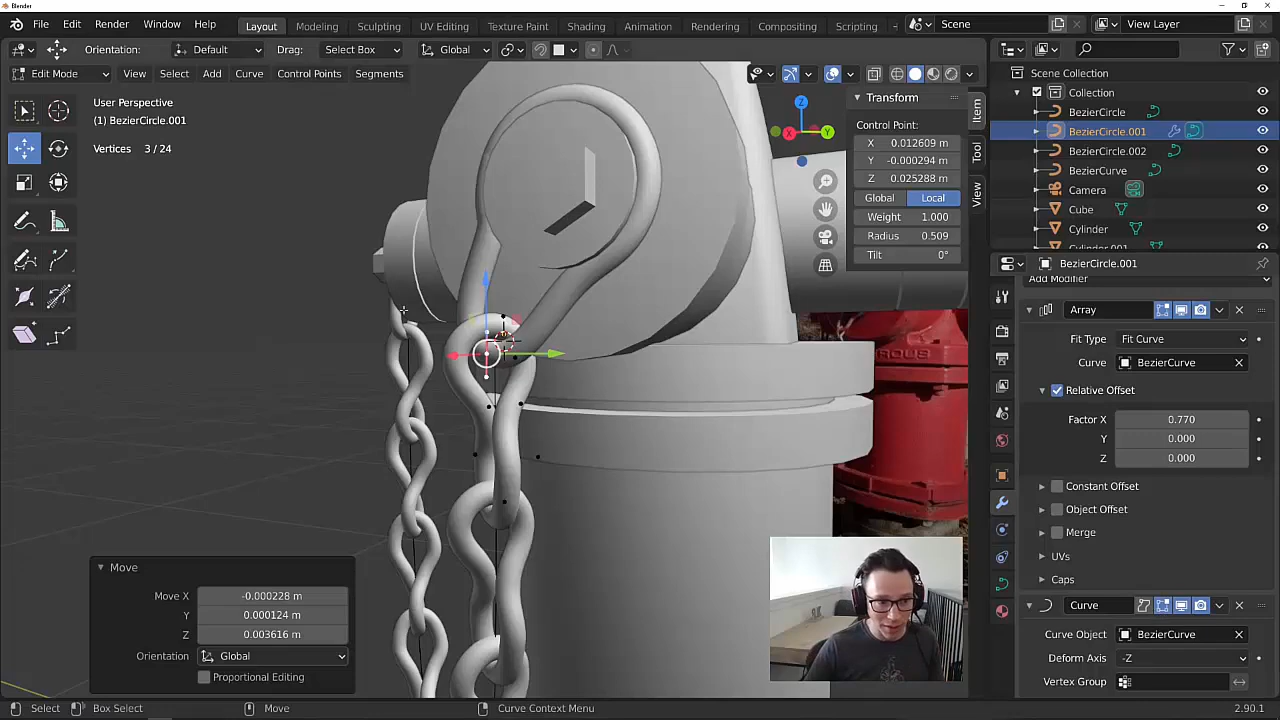 Blender
File Edit Render Window Help
Layout Modeling Sculpting UV Editing Texture Paint Shading Animation Rendering Compositing Scripting
Scene
View Layer
Orientation: Default Drag: Select Box Global
Edit Mode View Select Add Curve Control Points Segments
User Perspective
(1) BezierCircle.001
Vertices 3 / 24
Transform
Control Point:
X 0.012609 m
Y -0.000294 m
Z 0.025288 m
Global Local
Weight 1.000
Radius 0.509
Tilt 0°
Item
Tool
View
X
Y
Z
Scene Collection
Collection
BezierCircle
BezierCircle.001
BezierCircle.002
BezierCurve
Camera
Cube
Cylinder
Cylinder.001
BezierCircle.001
Add Modifier
Array
Fit Type Fit Curve
Curve: BezierCurve
Relative Offset
Factor X 0.770
Y 0.000
Z 0.000
Constant Offset
Object Offset
Merge
UVs
Caps
Curve
Curve Object BezierCurve
Deform Axis -Z
Vertex Group
Move
Move X -0.000228 m
Y 0.000124 m
Z 0.003616 m
Orientation Global
Proportional Editing
Select Box Select Move Curve Context Menu 2.90.1